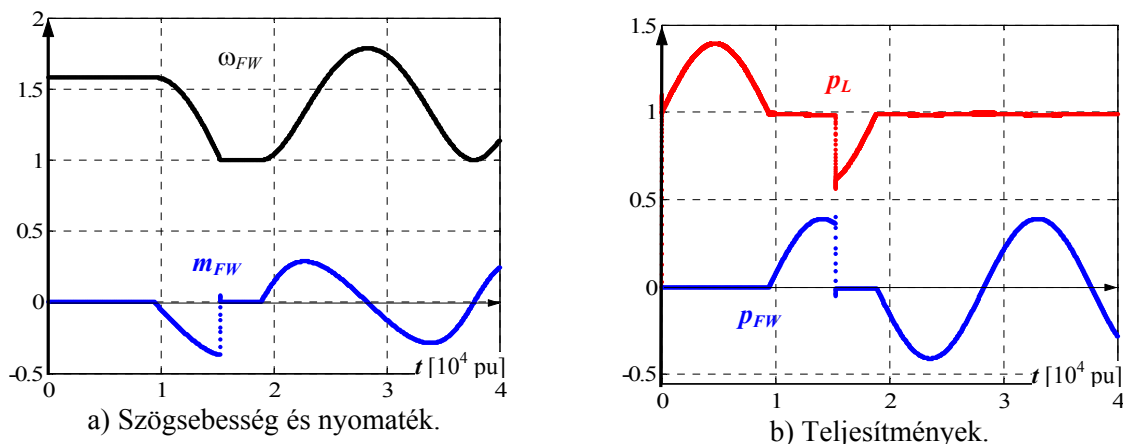 2
1.5
1
0.5
0
-0.5
ω_FW
m_FW
0
1
2
3
4
t [10^4 pu]
a) Szögsebesség és nyomaték.
1.5
1
0.5
0
-0.5
p_L
p_FW
0
1
2
3
4
t [10^4 pu]
b) Teljesítmények.